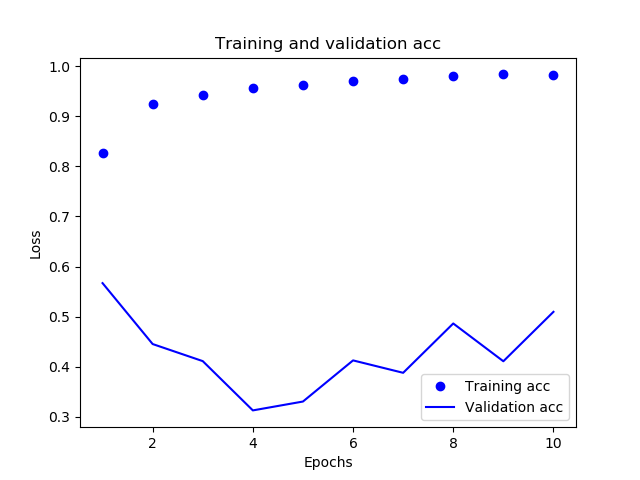 Training and validation acc
1.0
0.9
0.8
0.7
0.6
0.5
0.4
0.3
Loss
Training acc
Validation acc
2
4
6
8
10
Epochs